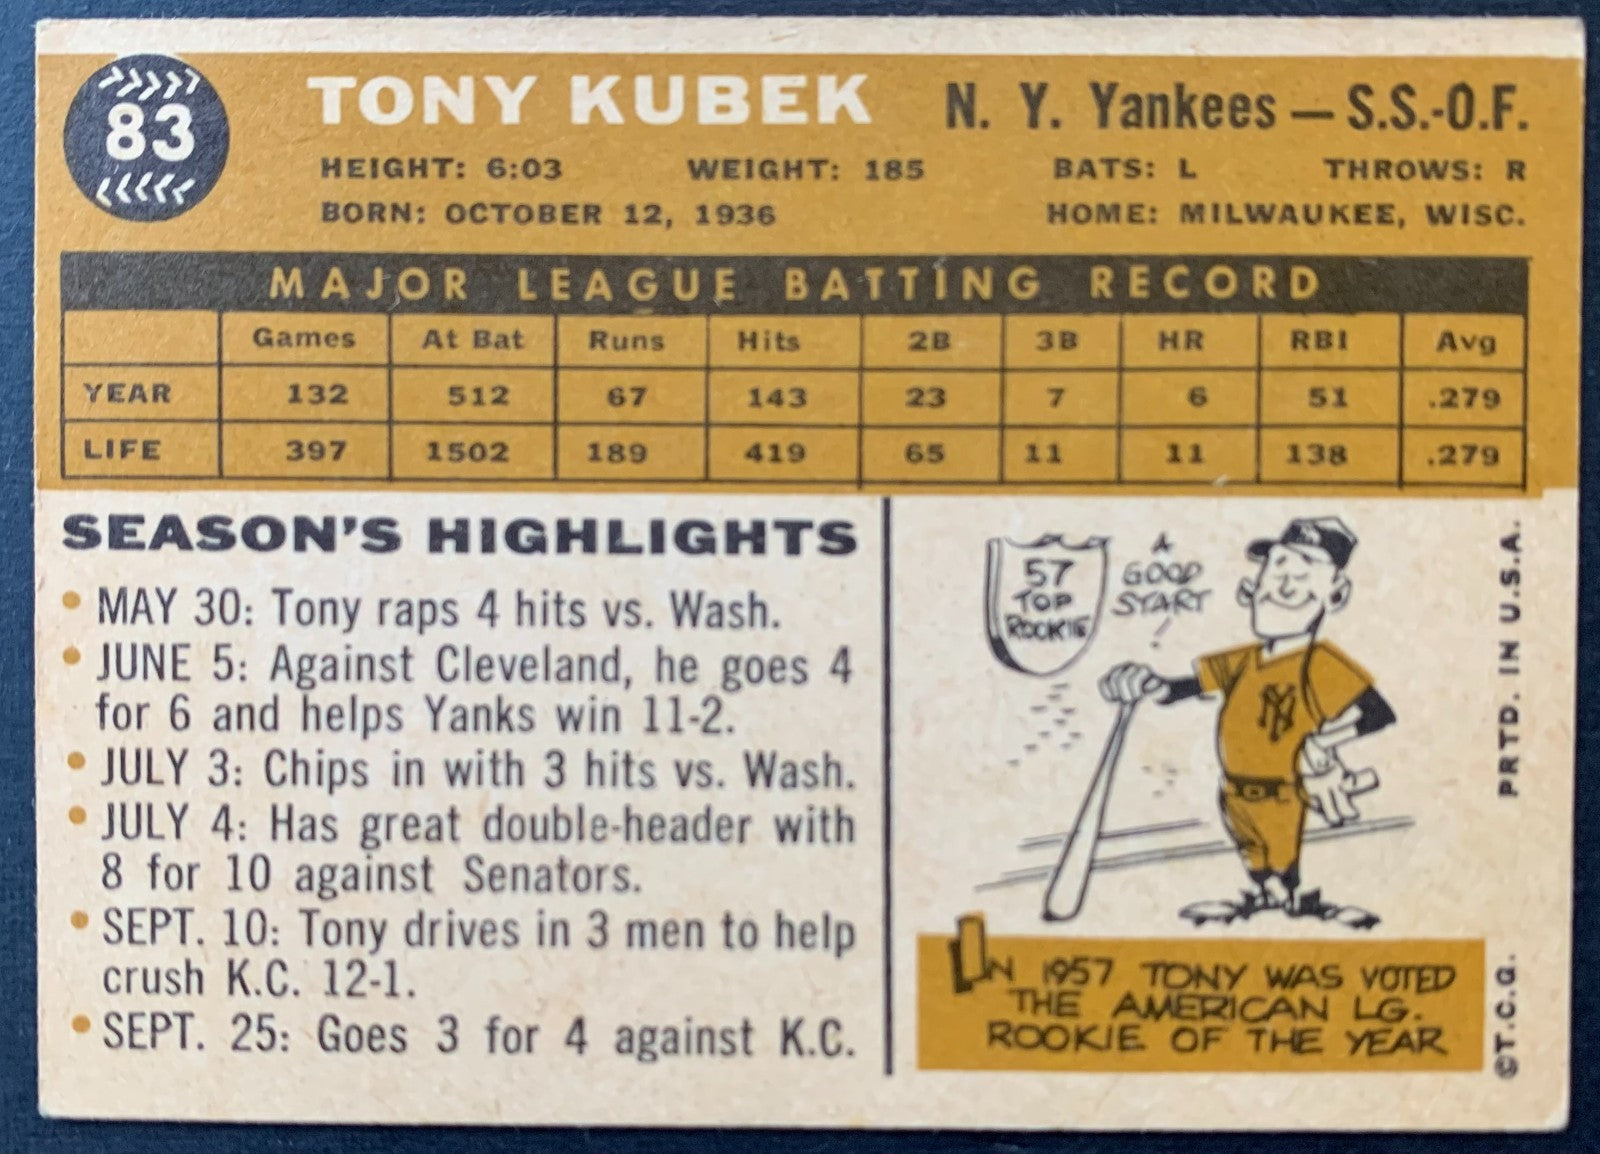 83
TONY KUBEK
N. Y. Yankees — S.S.-O.F.
HEIGHT: 6:03 WEIGHT: 185 BATS: L THROWS: R
BORN: OCTOBER 12, 1936 HOME: MILWAUKEE, WISC.
MAJOR LEAGUE BATTING RECORD
Games At Bat Runs Hits 2B 3B HR RBI Avg
YEAR 132 512 67 143 23 7 6 51 .279
LIFE 397 1502 189 419 65 11 11 138 .279
SEASON'S HIGHLIGHTS
• MAY 30: Tony raps 4 hits vs. Wash.
• JUNE 5: Against Cleveland, he goes 4
for 6 and helps Yanks win 11-2.
• JULY 3: Chips in with 3 hits vs. Wash.
• JULY 4: Has great double-header with
8 for 10 against Senators.
• SEPT. 10: Tony drives in 3 men to help
crush K.C. 12-1.
• SEPT. 25: Goes 3 for 4 against K.C.
57
TOP
ROOKIE
A
GOOD
START
!
NY
IN 1957 TONY WAS VOTED
THE AMERICAN LG.
ROOKIE OF THE YEAR
©T.C.G. PRTD. IN U.S.A.